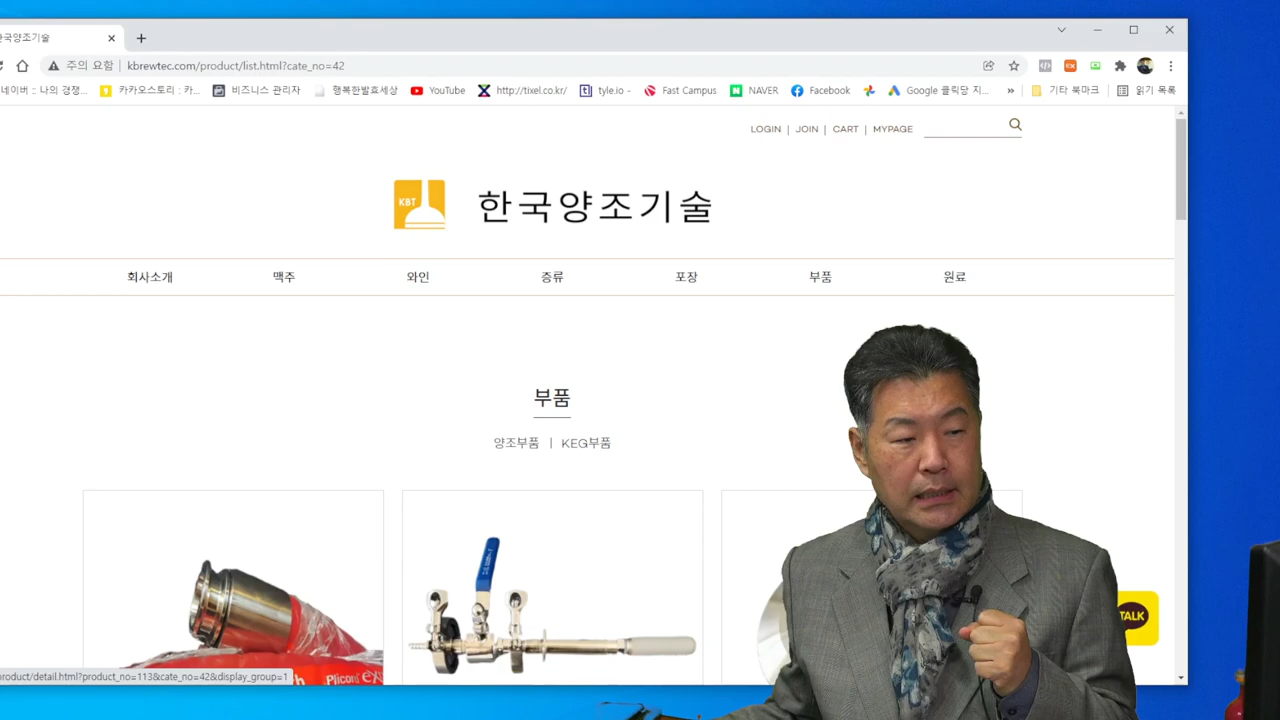 한국양조기술
주의 요함 kbrewtec.com/product/list.html?cate_no=42
네이버 :: 나의 경쟁... 카카오스토리 : 카... 비즈니스 관리자 행복한발효세상 YouTube http://tixel.co.kr/ tyle.io - Fast Campus NAVER Facebook Google 클릭당 지... » 기타 북마크 읽기 목록
LOGIN | JOIN | CART | MYPAGE
KBT 한국양조기술
회사소개 맥주 와인 증류 포장 부품 원료
부품
양조부품 | KEG부품
TALK
Plicord
product/detail.html?product_no=113&cate_no=42&display_group=1